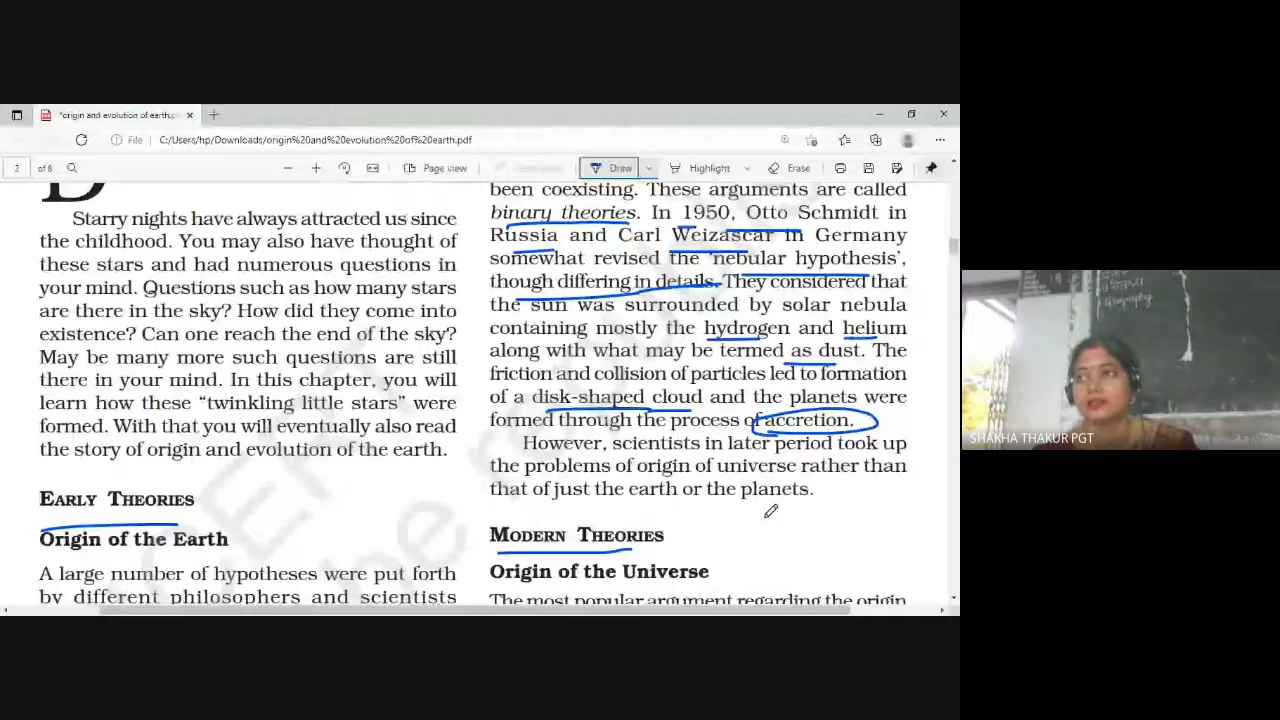 *origin and evolution of earth.p
File
C:/Users/hp/Downloads/origin%20and%20evolution%20of%20earth.pdf
2
of 8
Page view
Draw
Highlight
Erase
D
Starry nights have always attracted us since
the childhood. You may also have thought of
these stars and had numerous questions in
your mind. Questions such as how many stars
are there in the sky? How did they come into
existence? Can one reach the end of the sky?
May be many more such questions are still
there in your mind. In this chapter, you will
learn how these “twinkling little stars” were
formed. With that you will eventually also read
the story of origin and evolution of the earth.
EARLY THEORIES
Origin of the Earth
A large number of hypotheses were put forth
by different philosophers and scientists
been coexisting. These arguments are called
binary theories. In 1950, Otto Schmidt in
Russia and Carl Weizascar in Germany
somewhat revised the ‘nebular hypothesis’,
though differing in details. They considered that
the sun was surrounded by solar nebula
containing mostly the hydrogen and helium
along with what may be termed as dust. The
friction and collision of particles led to formation
of a disk-shaped cloud and the planets were
formed through the process of accretion.
However, scientists in later period took up
the problems of origin of universe rather than
that of just the earth or the planets.
MODERN THEORIES
Origin of the Universe
The most popular argument regarding the origin
SHAKHA THAKUR PGT